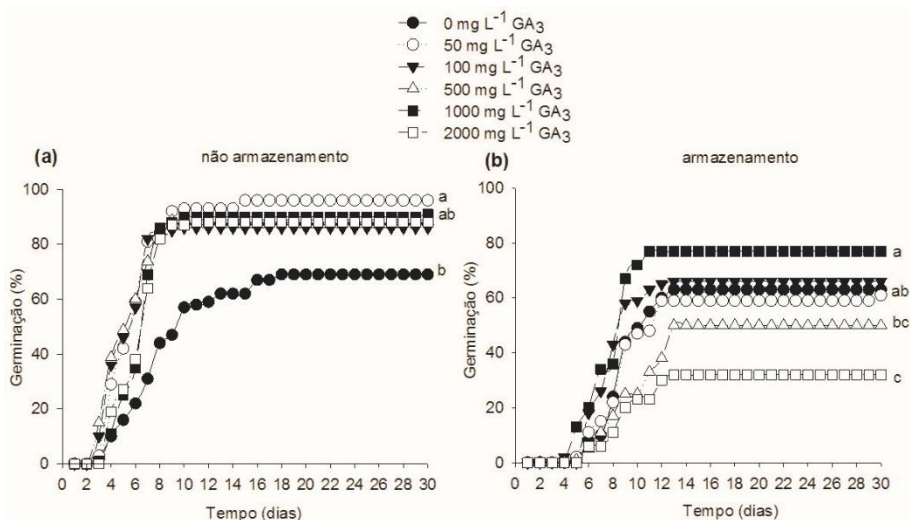 0 mg L-1 GA3
50 mg L-1 GA3
100 mg L-1 GA3
500 mg L-1 GA3
1000 mg L-1 GA3
2000 mg L-1 GA3
(a)
não armazenamento
Germinação (%)
100
80
60
40
20
0
a
ab
b
0 2 4 6 8 10 12 14 16 18 20 22 24 26 28 30
Tempo (dias)
(b)
armazenamento
Germinação (%)
100
80
60
40
20
0
a
ab
bc
c
0 2 4 6 8 10 12 14 16 18 20 22 24 26 28 30
Tempo (dias)